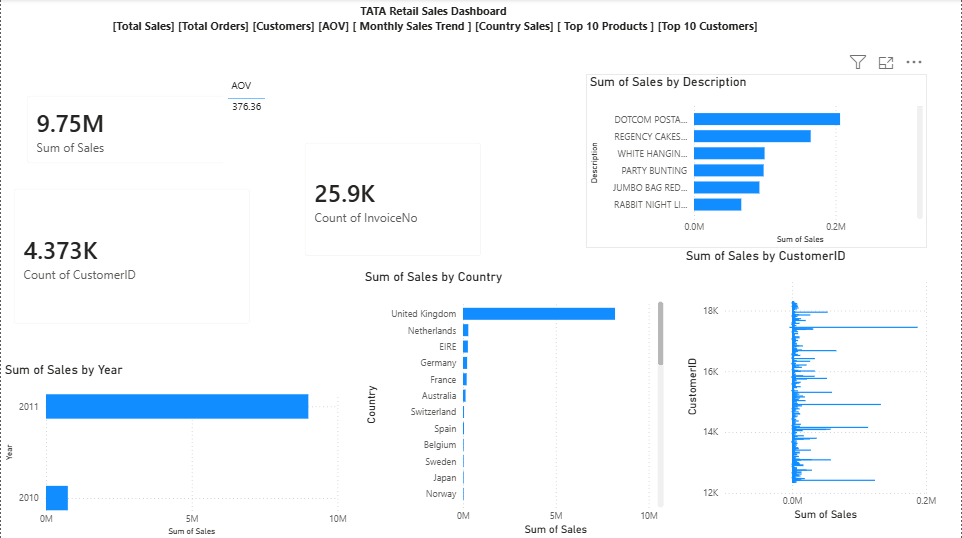 TATA Retail Sales Dashboard
[Total Sales] [Total Orders] [Customers] [AOV] [ Monthly Sales Trend ] [Country Sales] [ Top 10 Products ] [Top 10 Customers]
AOV
376.36
9.75M
Sum of Sales
25.9K
Count of InvoiceNo
4.373K
Count of CustomerID
Sum of Sales by Description
Description
DOTCOM POSTA...
REGENCY CAKES...
WHITE HANGIN...
PARTY BUNTING
JUMBO BAG RED...
RABBIT NIGHT LI...
0.0M 0.2M
Sum of Sales
Sum of Sales by Year
Year
2011
2010
0M 5M 10M
Sum of Sales
Sum of Sales by Country
Country
United Kingdom
Netherlands
EIRE
Germany
France
Australia
Switzerland
Spain
Belgium
Sweden
Japan
Norway
0M 5M 10M
Sum of Sales
Sum of Sales by CustomerID
CustomerID
18K
16K
14K
12K
0.0M 0.2M
Sum of Sales